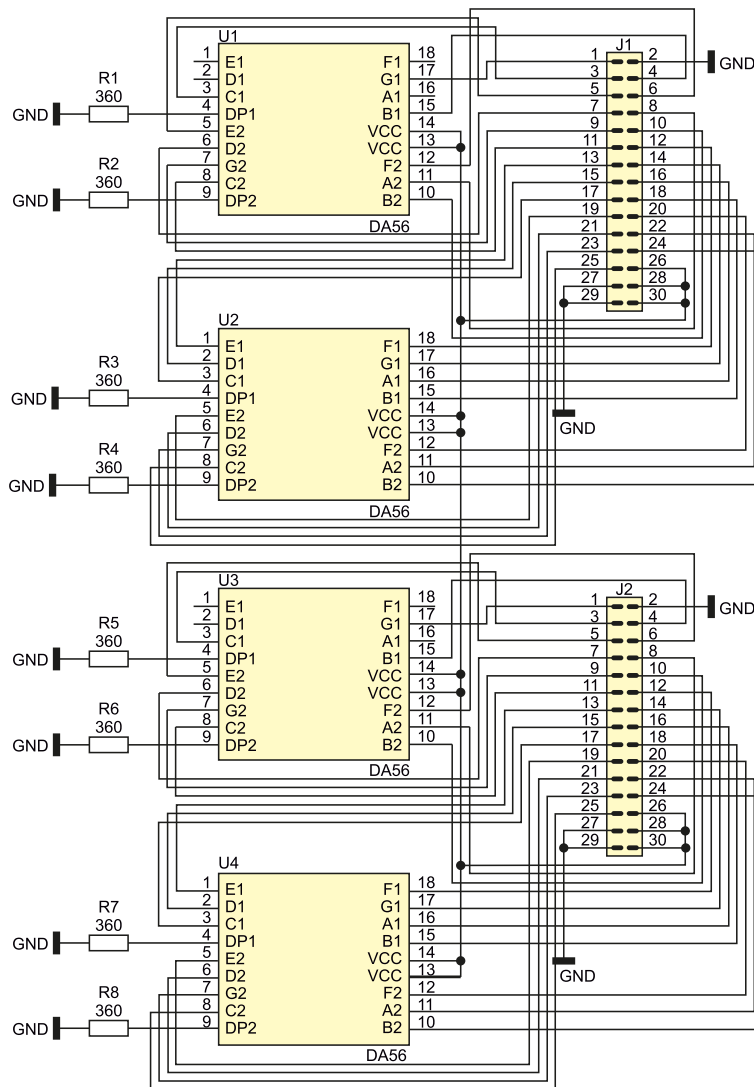 U1
1 E1 F1 18
2 D1 G1 17
3 C1 A1 16
4 DP1 B1 15
5 E2 VCC 14
6 D2 VCC 13
7 G2 F2 12
8 C2 A2 11
9 DP2 B2 10
DA56
R1
360
GND
R2
360
GND
J1
1 2
3 4
5 6
7 8
9 10
11 12
13 14
15 16
17 18
19 20
21 22
23 24
25 26
27 28
29 30
GND
GND
U2
1 E1 F1 18
2 D1 G1 17
3 C1 A1 16
4 DP1 B1 15
5 E2 VCC 14
6 D2 VCC 13
7 G2 F2 12
8 C2 A2 11
9 DP2 B2 10
DA56
R3
360
GND
R4
360
GND
U3
1 E1 F1 18
2 D1 G1 17
3 C1 A1 16
4 DP1 B1 15
5 E2 VCC 14
6 D2 VCC 13
7 G2 F2 12
8 C2 A2 11
9 DP2 B2 10
DA56
R5
360
GND
R6
360
GND
J2
1 2
3 4
5 6
7 8
9 10
11 12
13 14
15 16
17 18
19 20
21 22
23 24
25 26
27 28
29 30
GND
GND
U4
1 E1 F1 18
2 D1 G1 17
3 C1 A1 16
4 DP1 B1 15
5 E2 VCC 14
6 D2 VCC 13
7 G2 F2 12
8 C2 A2 11
9 DP2 B2 10
DA56
R7
360
GND
R8
360
GND